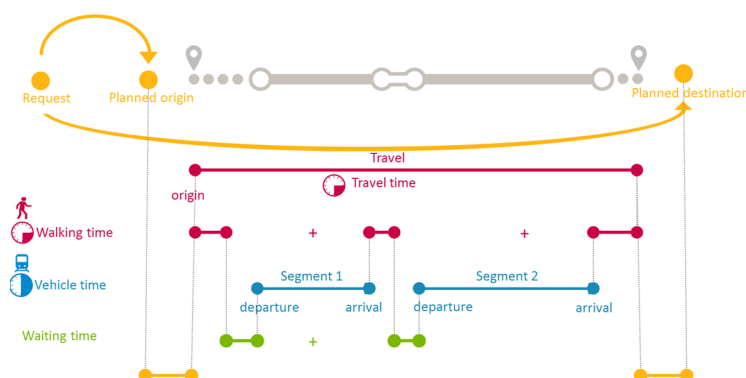 Request
Planned origin
Planned destination
Travel
Travel time
origin
Walking time
+
+
Segment 1
Segment 2
Vehicle time
departure
arrival
departure
arrival
Waiting time
+